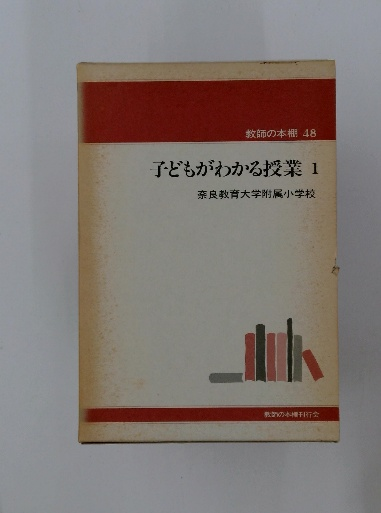 教師の本棚 48
子どもがわかる授業 1
奈良教育大学附属小学校
教師の本棚刊行会